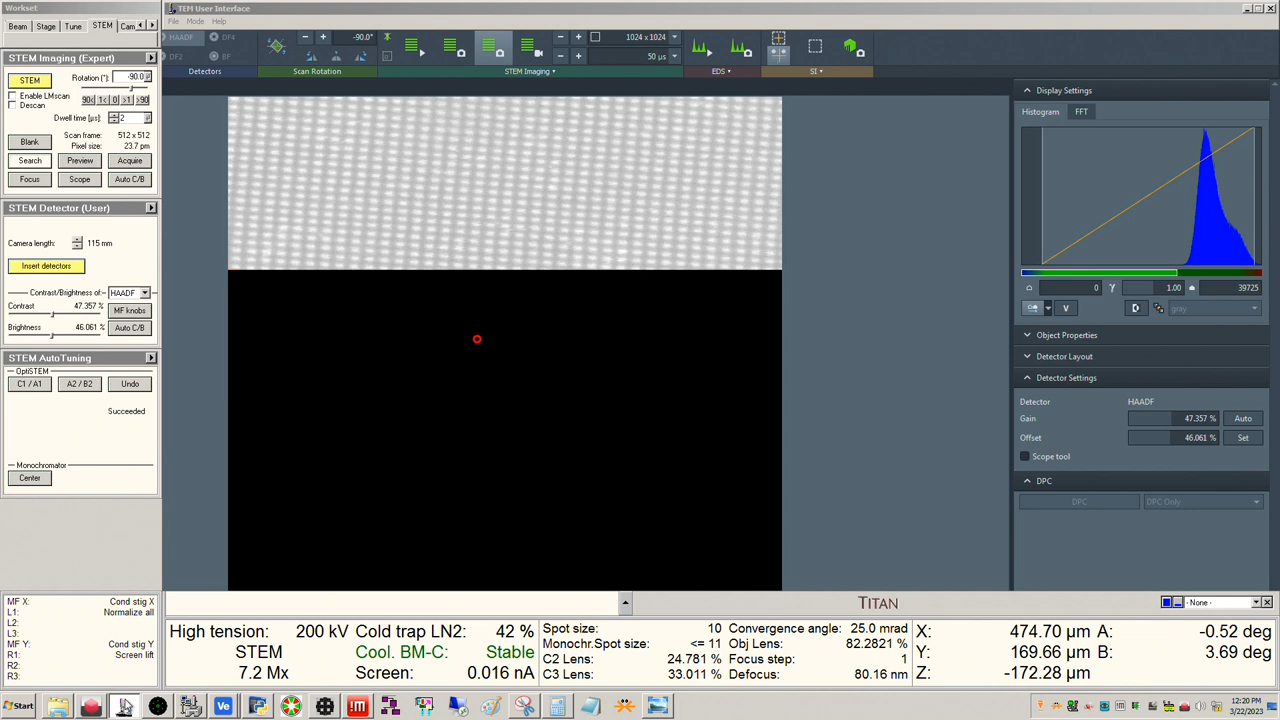 Workset
TEM User Interface
Beam Stage Tune STEM Cam
File Mode Help
STEM Imaging (Expert)
STEM
Rotation (°): -90.0
Enable LMscan
Descan
90< 1< 0 >1 >90
Dwell time [µs]: 2
Blank
Scan frame: 512 x 512
Pixel size: 23.7 pm
Search Preview Acquire
Focus Scope Auto C/B
STEM Detector (User)
Camera length: 115 mm
Insert detectors
Contrast/Brightness of: HAADF
Contrast 47.357 % MF knobs
Brightness 46.061 % Auto C/B
STEM AutoTuning
OptiSTEM
C1 / A1 A2 / B2 Undo
Succeeded
Monochromator
Center
HAADF DF4
DF2 BF
Detectors
-90.0°
Scan Rotation
1024 x 1024
50 µs
STEM Imaging
EDS
SI
Display Settings
Histogram FFT
0 γ 1.00 39725
V D gray
Object Properties
Detector Layout
Detector Settings
Detector HAADF
Gain 47.357 % Auto
Offset 46.061 % Set
Scope tool
DPC
DPC DPC Only
MF X: Cond stig X
L1: Normalize all
L2:
L3:
MF Y: Cond stig Y
R1: Screen lift
R2:
R3:
TITAN
- None -
High tension: 200 kV
STEM
7.2 Mx
Cold trap LN2: 42 %
Cool. BM-C: Stable
Screen: 0.016 nA
Spot size: 10
Monochr.Spot size: <= 11
C2 Lens: 24.781 %
C3 Lens: 33.011 %
Convergence angle: 25.0 mrad
Obj Lens: 82.2821 %
Focus step: 1
Defocus: 80.16 nm
X: 474.70 µm A: -0.52 deg
Y: 169.66 µm B: 3.69 deg
Z: -172.28 µm
Start
Ve
12:20 PM
3/22/2023